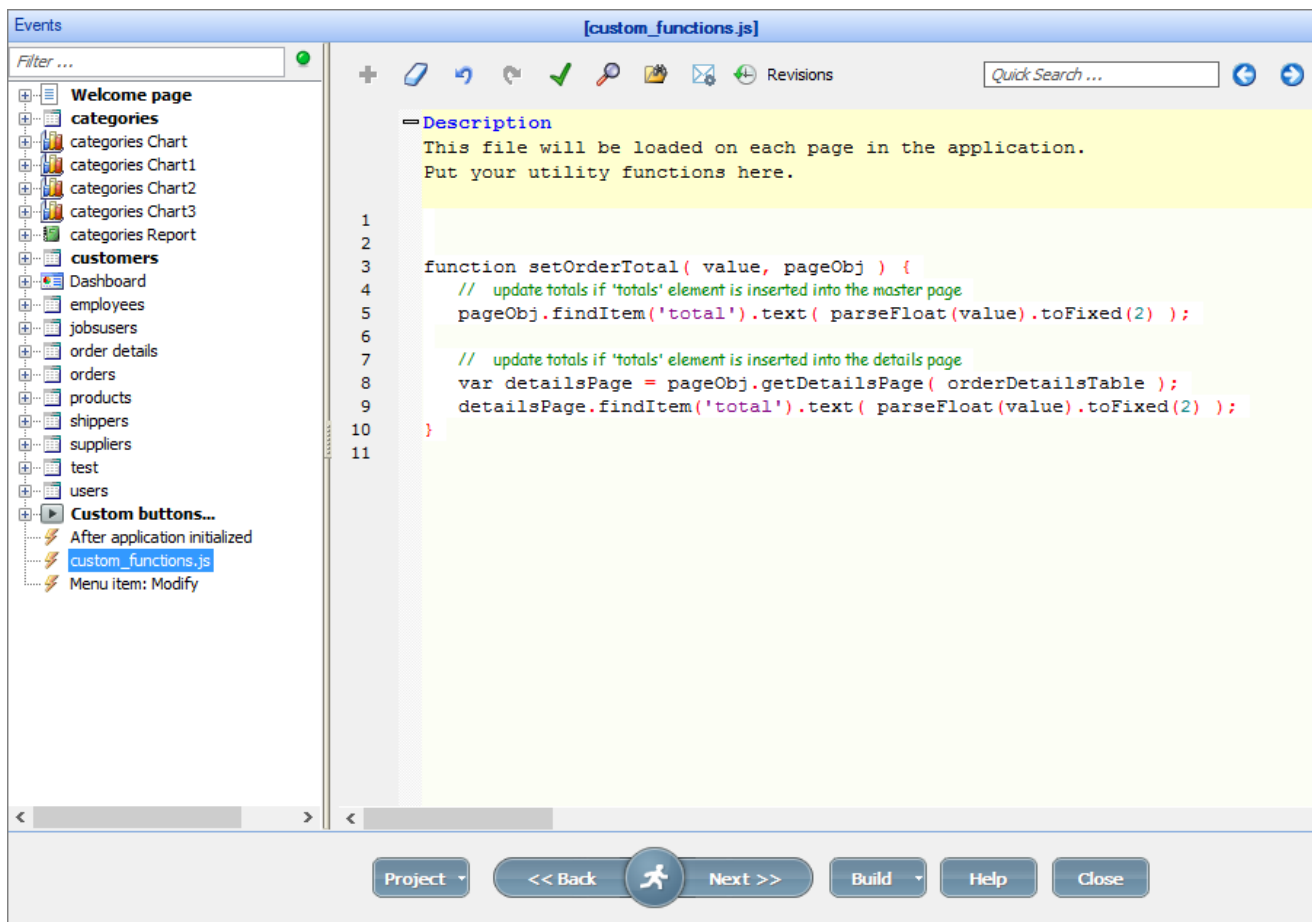 Events
[custom_functions.js]
Filter ...
Revisions
Quick Search ...
Welcome page
categories
categories Chart
categories Chart1
categories Chart2
categories Chart3
categories Report
customers
Dashboard
employees
jobsusers
order details
orders
products
shippers
suppliers
test
users
Custom buttons...
After application initialized
custom_functions.js
Menu item: Modify
Description
This file will be loaded on each page in the application.
Put your utility functions here.
1
2
3 function setOrderTotal( value, pageObj ) {
4 // update totals if 'totals' element is inserted into the master page
5 pageObj.findItem('total').text( parseFloat(value).toFixed(2) );
6
7 // update totals if 'totals' element is inserted into the details page
8 var detailsPage = pageObj.getDetailsPage( orderDetailsTable );
9 detailsPage.findItem('total').text( parseFloat(value).toFixed(2) );
10 }
11
Project << Back Next >> Build Help Close